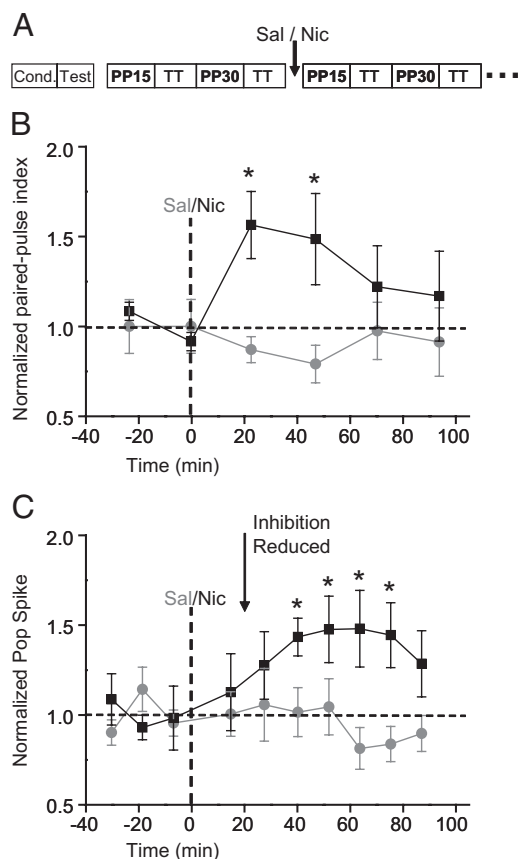 A
Sal / Nic
Cond. Test PP15 TT PP30 TT PP15 TT PP30 TT ...
B
Normalized paired-pulse index
2.0
1.5
1.0
0.5
Sal/Nic
*
*
-40 -20 0 20 40 60 80 100
Time (min)
C
Normalized Pop Spike
2.0
1.5
1.0
0.5
Inhibition
Reduced
Sal/Nic
* * * *
-40 -20 0 20 40 60 80 100
Time (min)